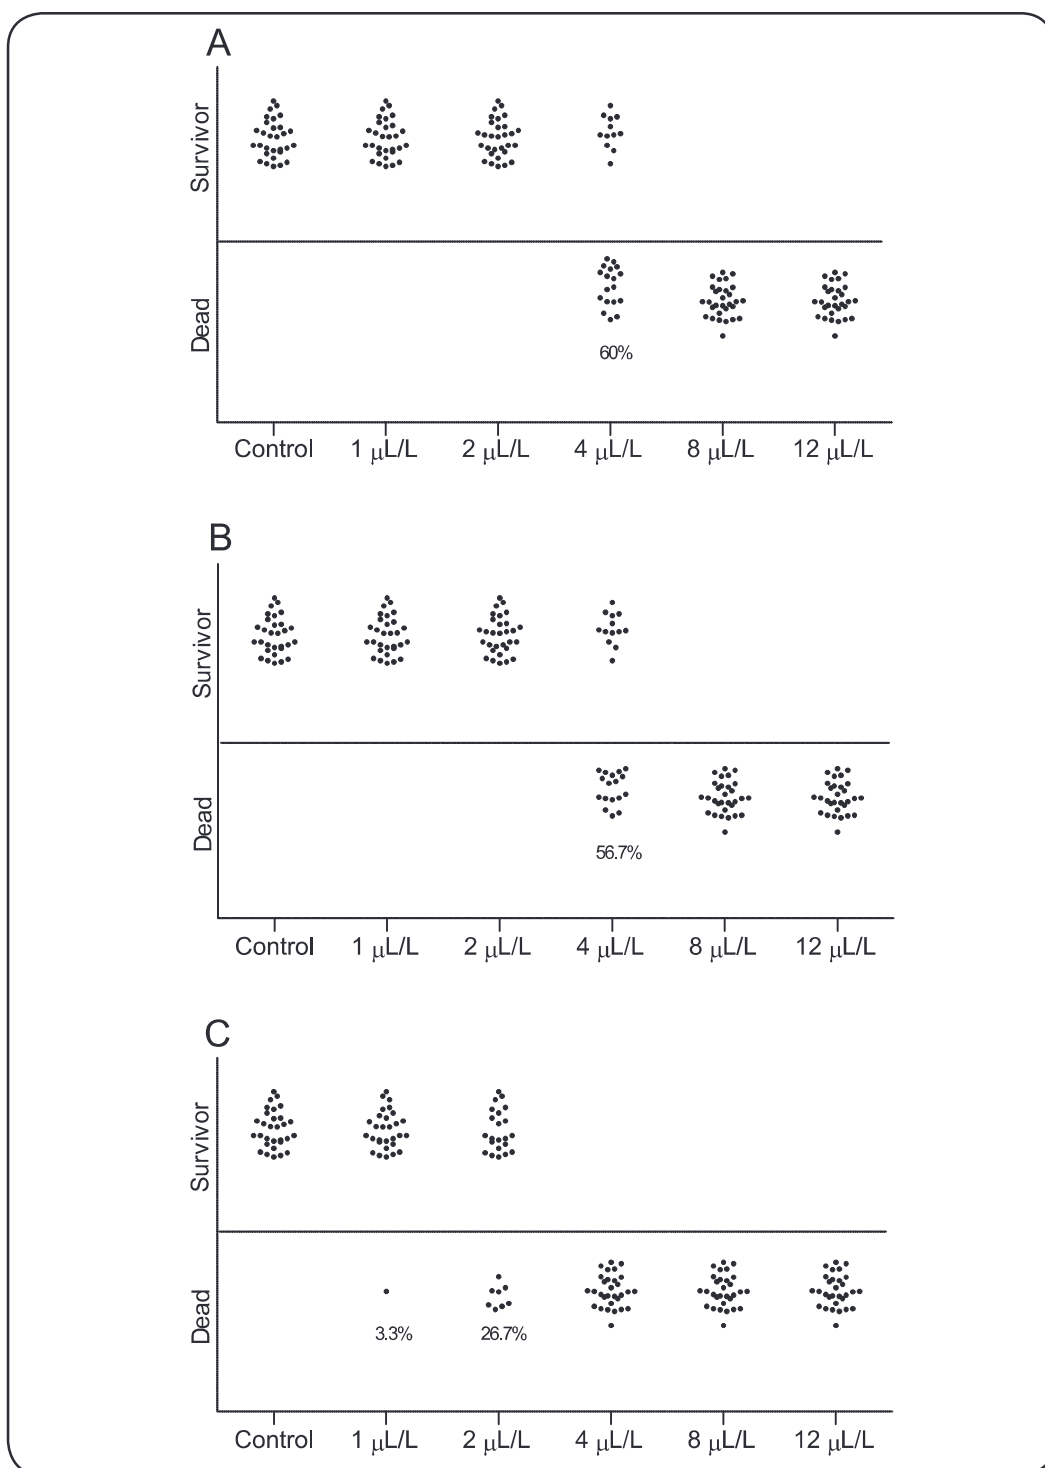 A
Survivor
Dead
60%
Control 1 μL/L 2 μL/L 4 μL/L 8 μL/L 12 μL/L
B
Survivor
Dead
56.7%
Control 1 μL/L 2 μL/L 4 μL/L 8 μL/L 12 μL/L
C
Survivor
Dead
3.3% 26.7%
Control 1 μL/L 2 μL/L 4 μL/L 8 μL/L 12 μL/L